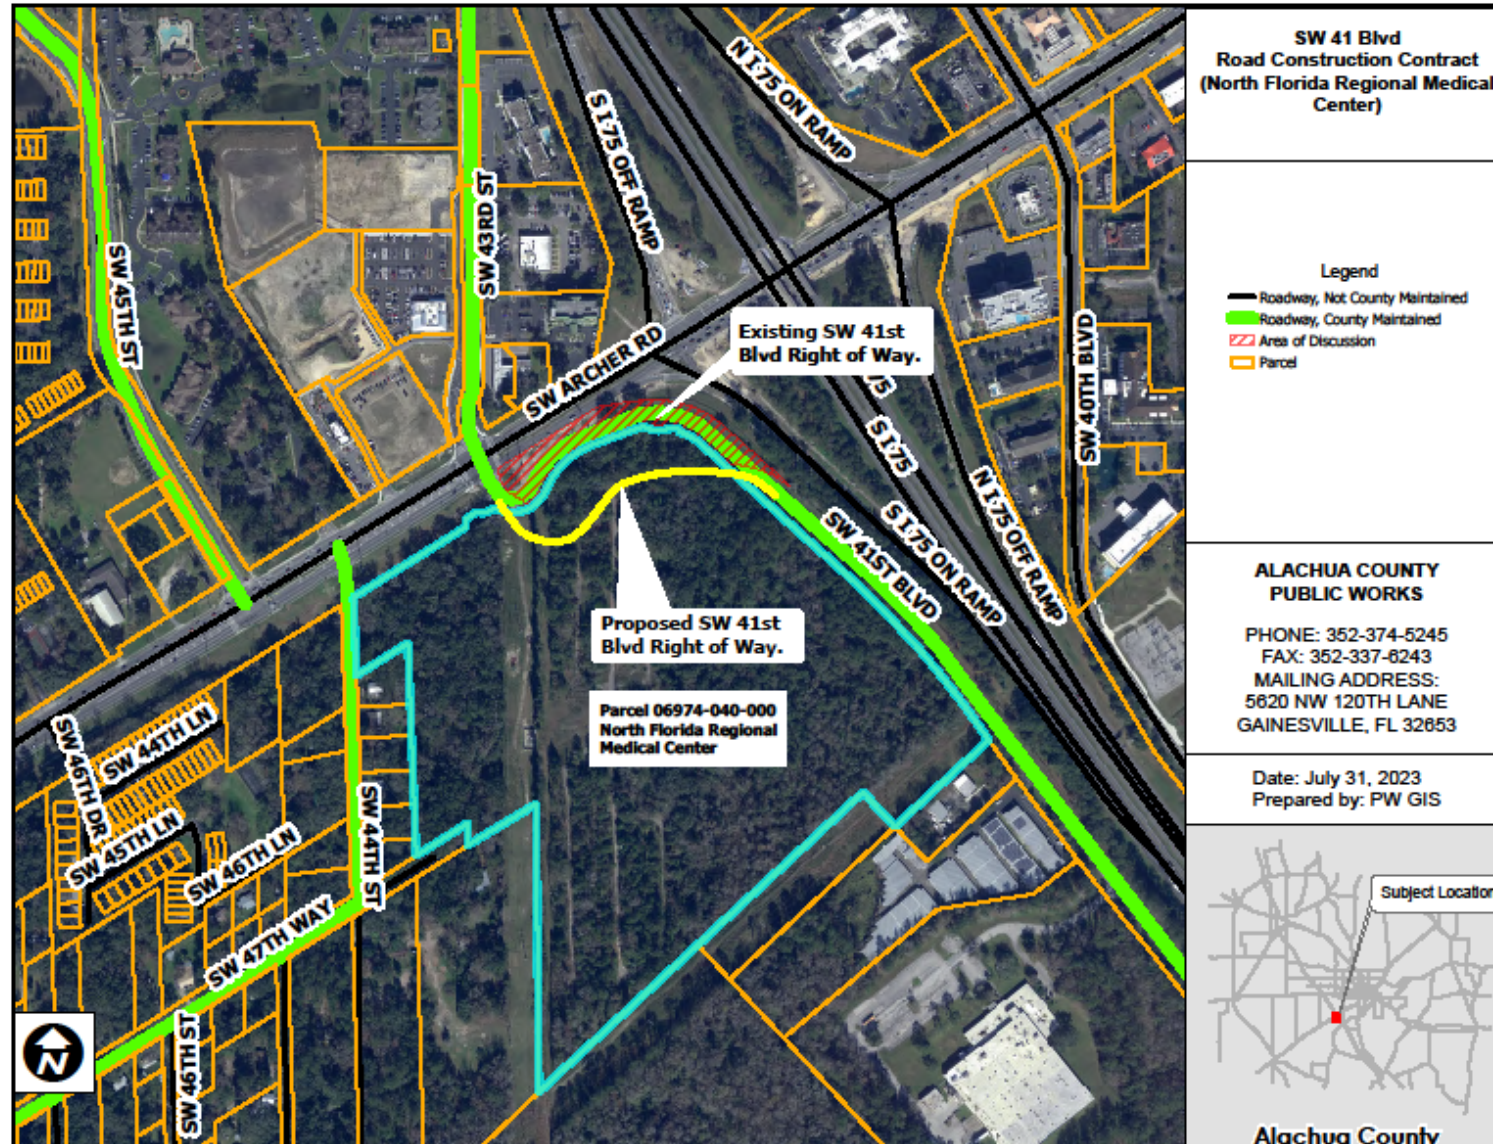 SW 41 Blvd
Road Construction Contract
(North Florida Regional Medical
Center)
Legend
Roadway, Not County Maintained
Roadway, County Maintained
Area of Discussion
Parcel
ALACHUA COUNTY
PUBLIC WORKS
PHONE: 352-374-5245
FAX: 352-337-6243
MAILING ADDRESS:
5620 NW 120TH LANE
GAINESVILLE, FL 32653
Date: July 31, 2023
Prepared by: PW GIS
Subject Location
Alachua County
N I 75 ON RAMP
S I 75 OFF RAMP
SW 43RD ST
SW 45TH ST
SW ARCHER RD
Existing SW 41st
Blvd Right of Way.
75
S I 75
SW 40TH BLVD
N I 75 OFF RAMP
S I 75 ON RAMP
SW 41ST BLVD
Proposed SW 41st
Blvd Right of Way.
Parcel 06974-040-000
North Florida Regional
Medical Center
SW 44TH LN
SW 46TH DR
SW 45TH LN
SW 46TH LN
SW 44TH ST
SW 47TH WAY
SW 46TH ST
N